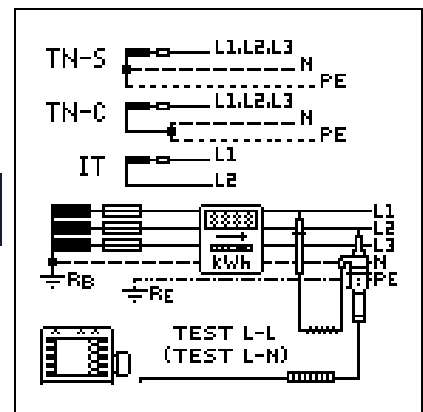 TN-S L1,L2,L3
N
PE
TN-C L1,L2,L3
N
PE
IT L1
L2
8888
kWh
L1
L2
L3
N
PE
RB
RE
TEST L-L
(TEST L-N)